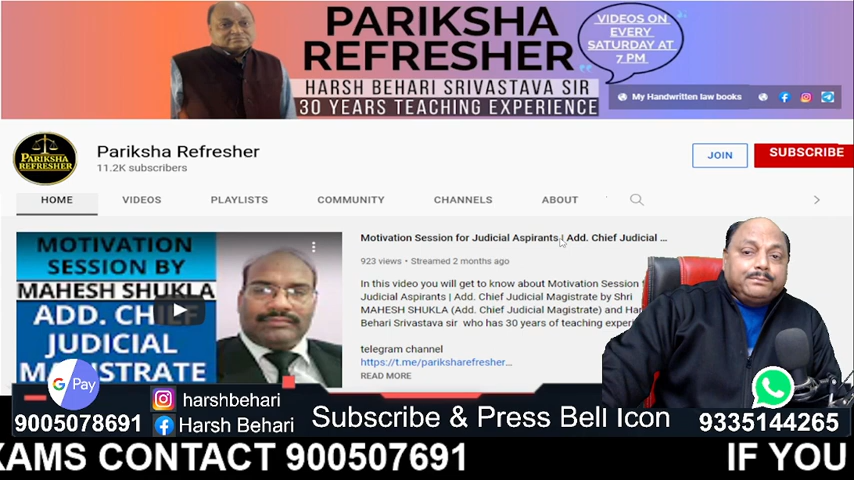 PARIKSHA
REFRESHER
HARSH BEHARI SRIVASTAVA SIR
30 YEARS TEACHING EXPERIENCE
VIDEOS ON
EVERY
SATURDAY AT
7 PM
My Handwritten law books
PARIKSHA
REFRESHER
Pariksha Refresher
11.2K subscribers
JOIN
SUBSCRIBE
HOME VIDEOS PLAYLISTS COMMUNITY CHANNELS ABOUT
MOTIVATION
SESSION BY
MAHESH SHUKLA
ADD. CHIEF
JUDICIAL
MAGISTRATE
Motivation Session for Judicial Aspirants | Add. Chief Judicial ...
923 views • Streamed 2 months ago
In this video you will get to know about Motivation Session f
Judicial Aspirants | Add. Chief Judicial Magistrate by Shri
MAHESH SHUKLA (Add. Chief Judicial Magistrate) and Har
Behari Srivastava sir who has 30 years of teaching exper
telegram channel
https://t.me/pariksharefresher...
READ MORE
G Pay
9005078691
harshbehari
Harsh Behari
Subscribe & Press Bell Icon
9335144265
XAMS CONTACT 900507691 IF YOU